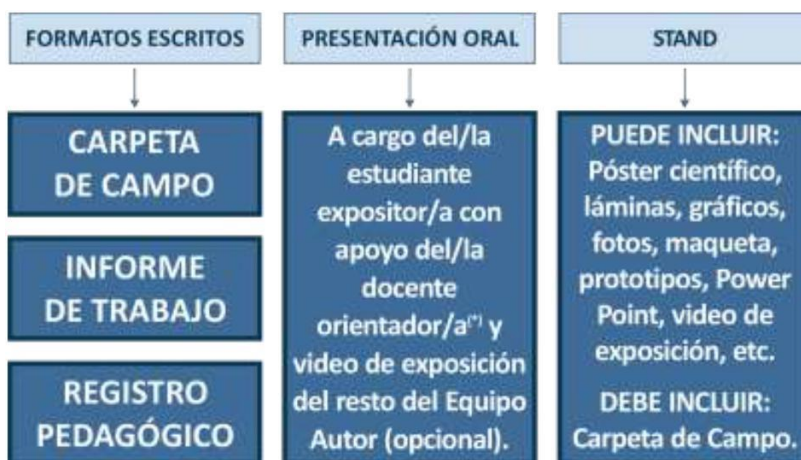 FORMATOS ESCRITOS
CARPETA
DE CAMPO
INFORME
DE TRABAJO
REGISTRO
PEDAGÓGICO
PRESENTACIÓN ORAL
A cargo del/la
estudiante
expositor/a con
apoyo del/la
docente
orientador/a(*) y
video de exposición
del resto del Equipo
Autor (opcional).
STAND
PUEDE INCLUIR:
Póster científico,
láminas, gráficos,
fotos, maqueta,
prototipos, Power
Point, video de
exposición, etc.
DEBE INCLUIR:
Carpeta de Campo.